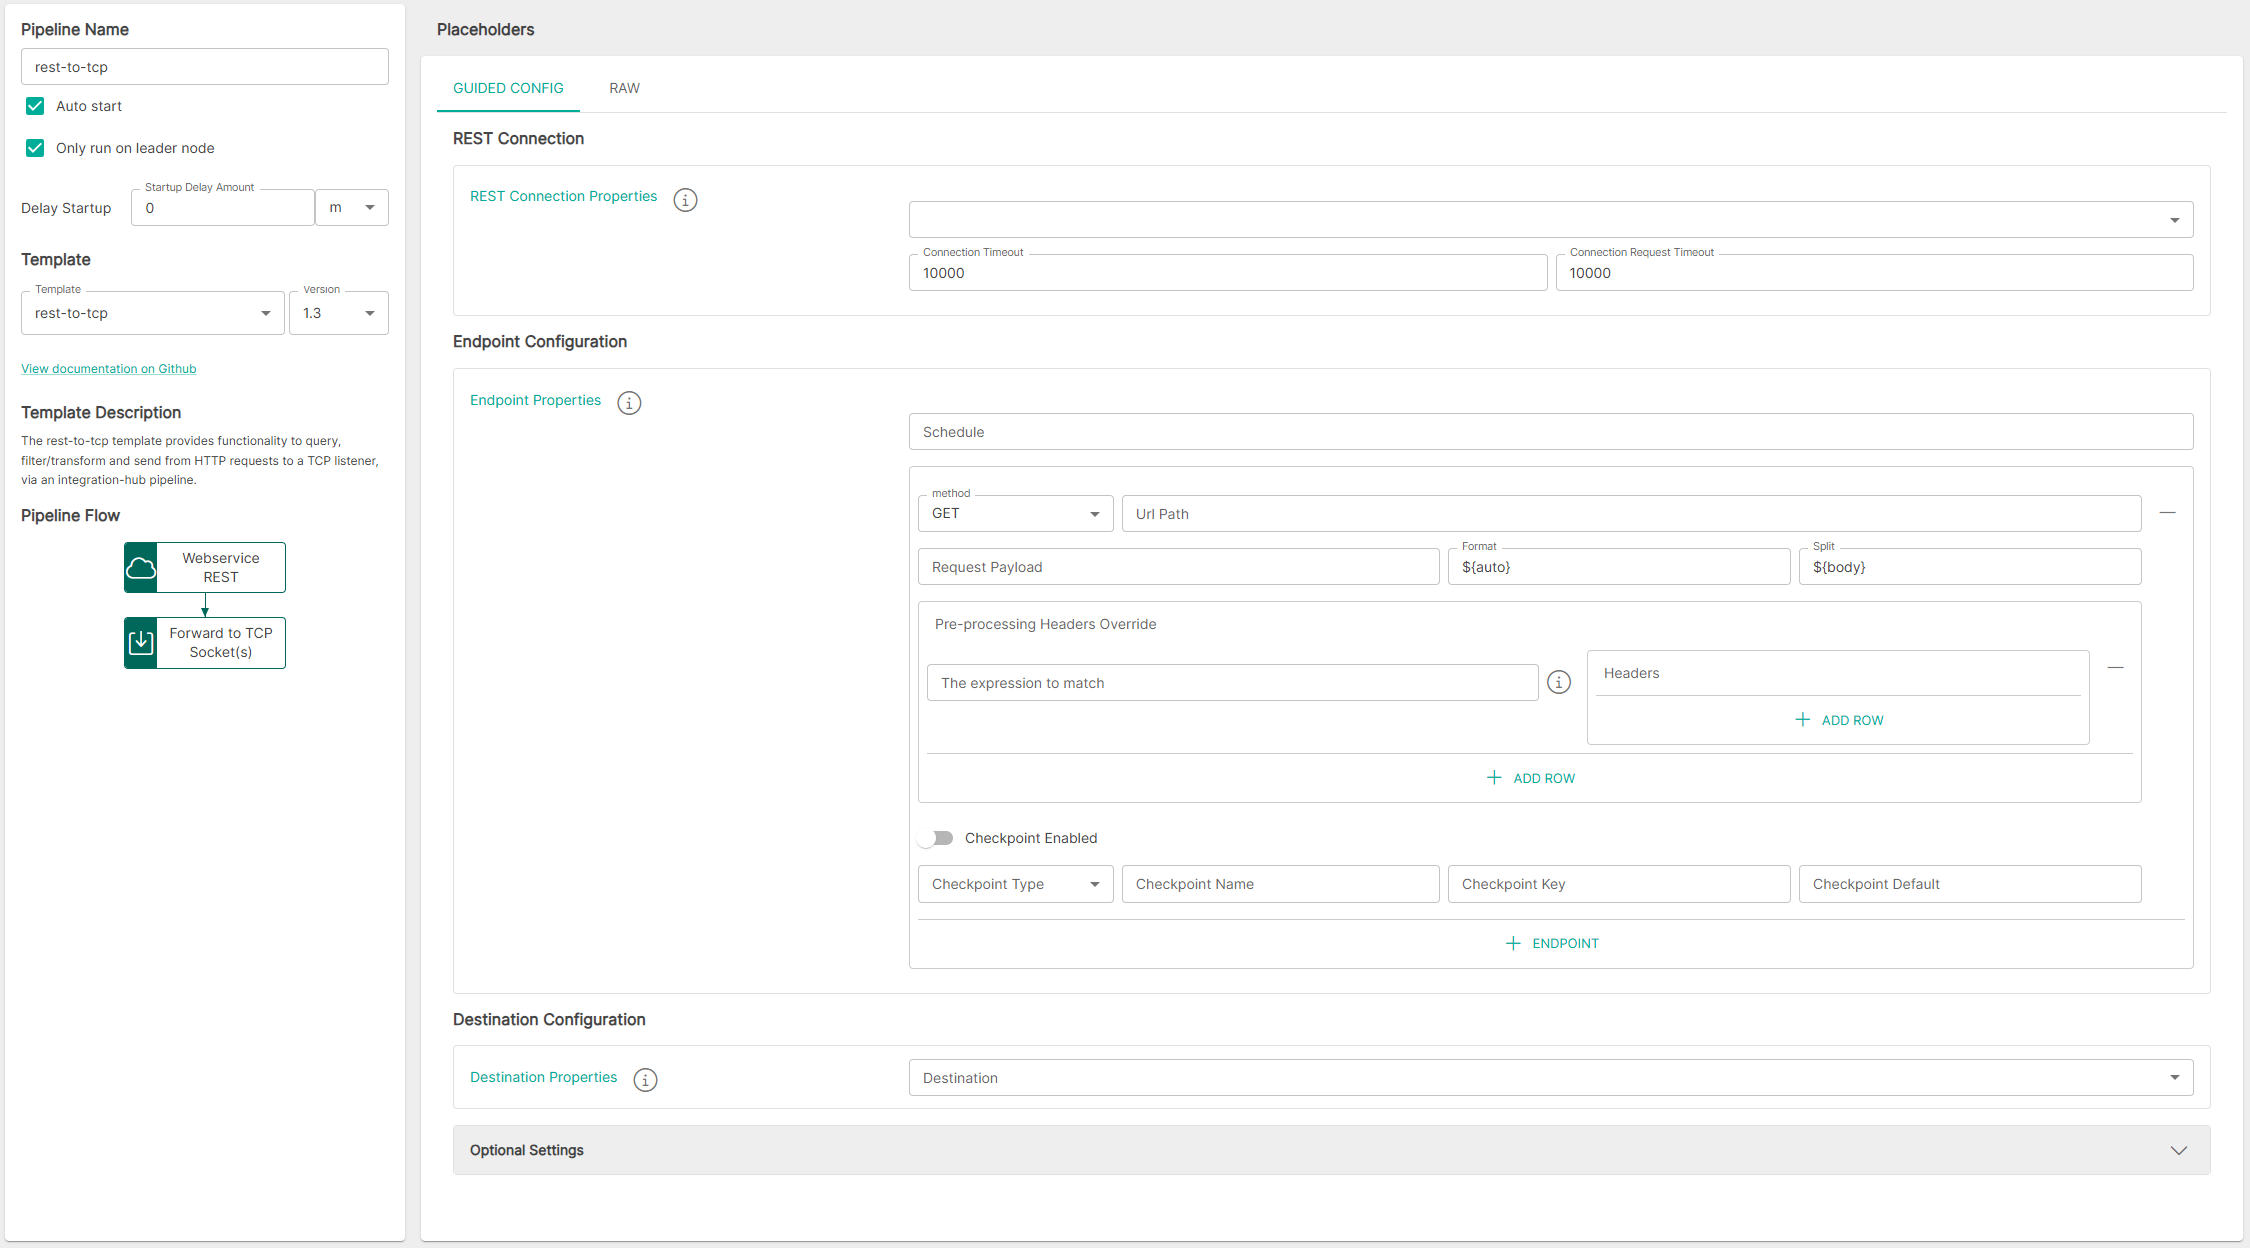 Pipeline Name
rest-to-tcp
Auto start
Only run on leader node
Delay Startup
Startup Delay Amount
0
m
Template
Template
rest-to-tcp
Version
1.3
View documentation on Github
Template Description
The rest-to-tcp template provides functionality to query,
filter/transform and send from HTTP requests to a TCP listener,
via an integration-hub pipeline.
Pipeline Flow
Webservice
REST
Forward to TCP
Socket(s)
Placeholders
GUIDED CONFIG
RAW
REST Connection
REST Connection Properties
Connection Timeout
10000
Connection Request Timeout
10000
Endpoint Configuration
Endpoint Properties
Schedule
method
GET
Url Path
Request Payload
Format
${auto}
Split
${body}
Pre-processing Headers Override
The expression to match
Headers
ADD ROW
ADD ROW
Checkpoint Enabled
Checkpoint Type
Checkpoint Name
Checkpoint Key
Checkpoint Default
ENDPOINT
Destination Configuration
Destination Properties
Destination
Optional Settings